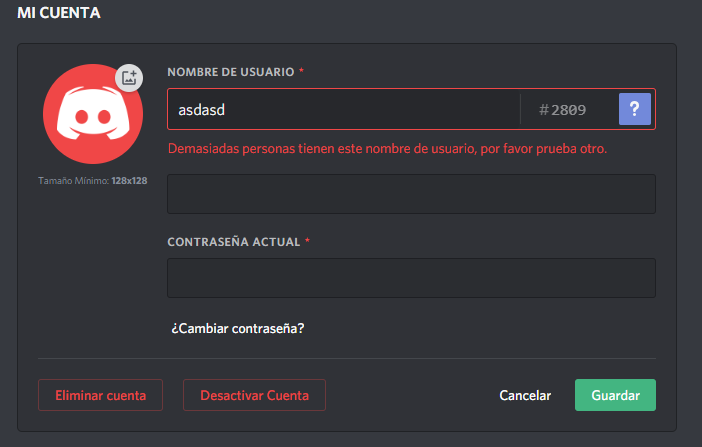 MI CUENTA
NOMBRE DE USUARIO *
asdasd #2809 ?
Demasiadas personas tienen este nombre de usuario, por favor prueba otro.
Tamaño Mínimo: 128x128
CONTRASEÑA ACTUAL *
¿Cambiar contraseña?
Eliminar cuenta Desactivar Cuenta Cancelar Guardar